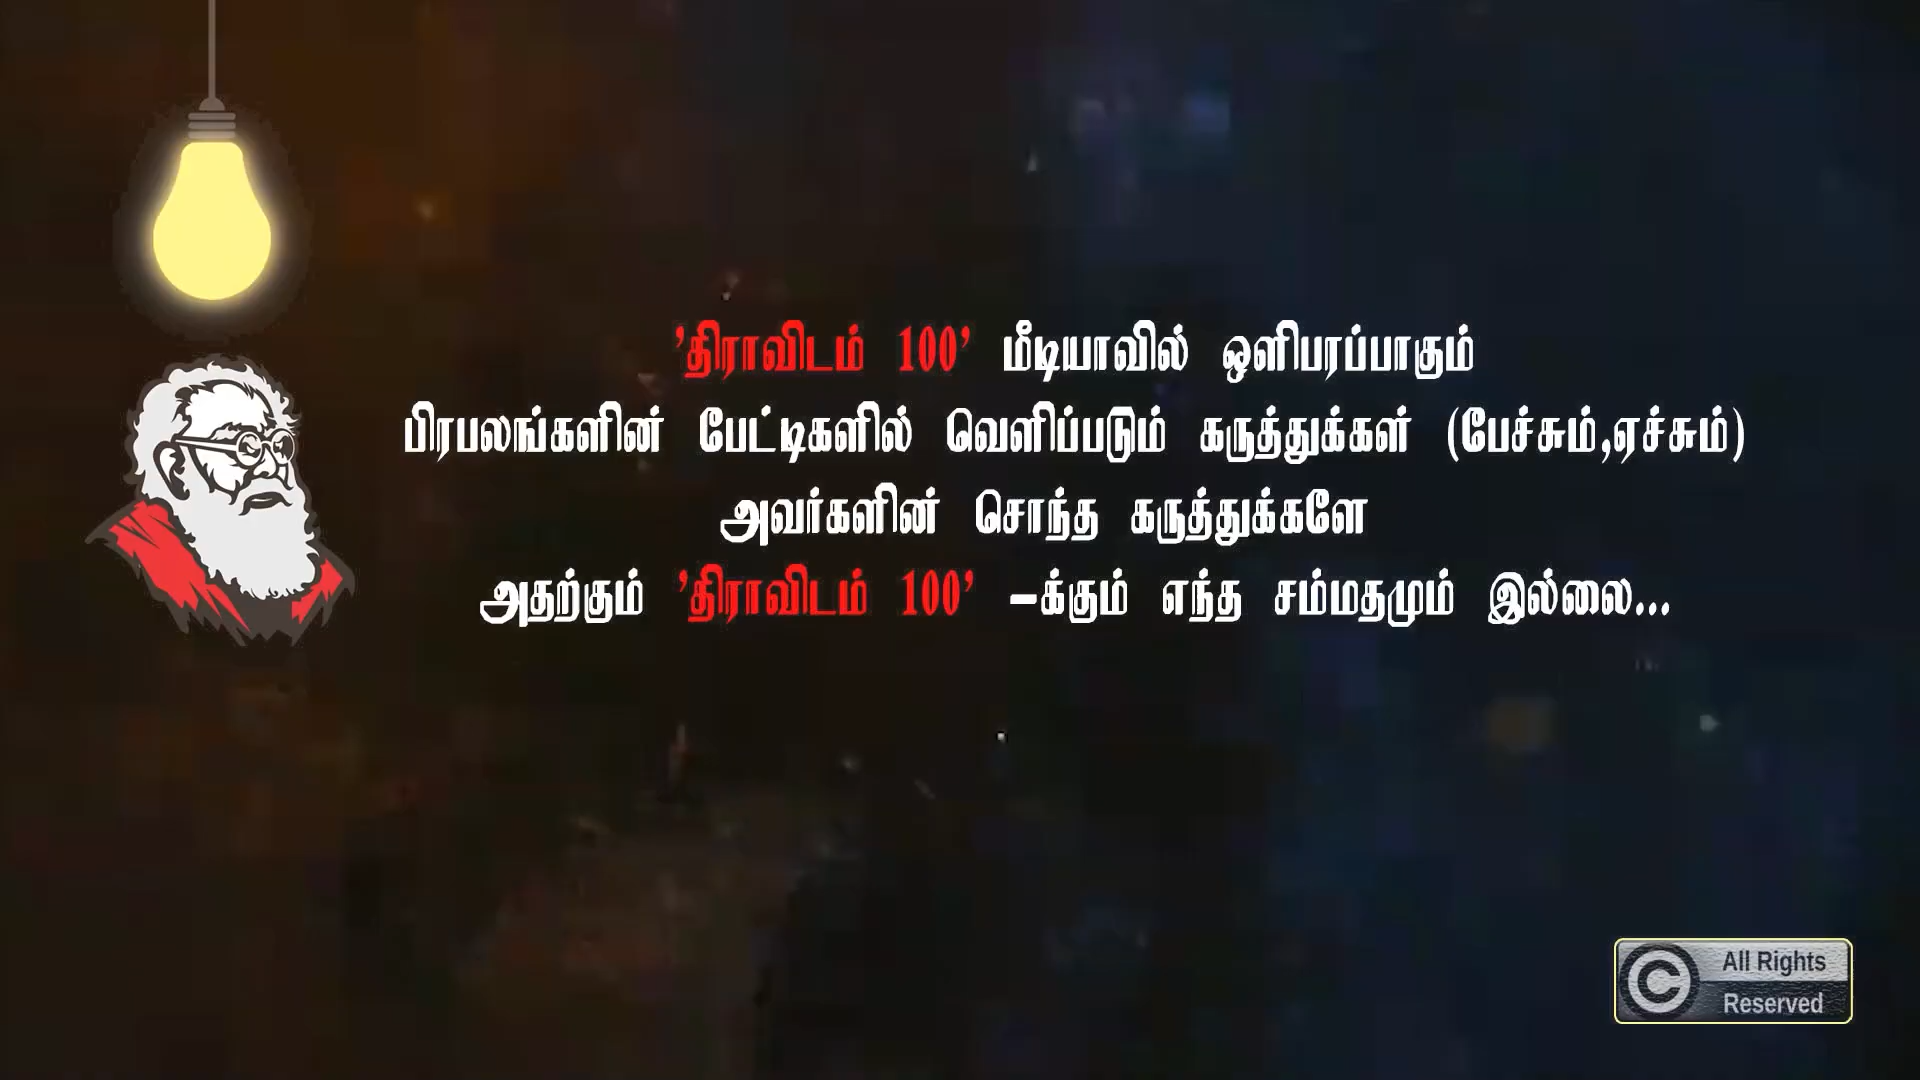 'திராவிடம் 100' மீடியாவில் ஒளிபரப்பாகும்
பிரபலங்களின் பேட்டிகளில் வெளிப்படும் கருத்துக்கள் (பேச்சும்,ஏச்சும்)
அவர்களின் சொந்த கருத்துக்களே
அதற்கும் 'திராவிடம் 100' -க்கும் எந்த சம்மதமும் இல்லை...
© All Rights
Reserved